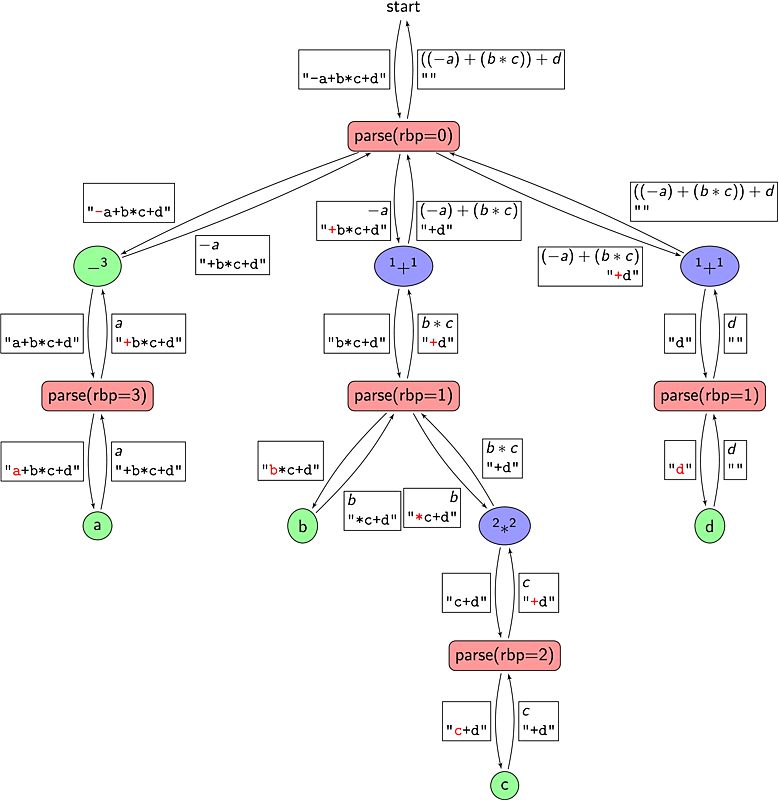 start
((−a) + (b ∗ c)) + d
"-a+b*c+d"
""
parse(rbp=0)
"-a+b*c+d"
((−a) + (b ∗ c)) + d
""
−a
"+b*c+d"
(−a) + (b ∗ c)
"+d"
−a
"+b*c+d"
(−a) + (b ∗ c)
"+d"
−³
¹+¹
¹+¹
"a+b*c+d"
a
"+b*c+d"
"b*c+d"
b ∗ c
"+d"
"d"
d
""
parse(rbp=3)
parse(rbp=1)
parse(rbp=1)
"a+b*c+d"
a
"+b*c+d"
"b*c+d"
b ∗ c
"+d"
"d"
d
""
b
"*c+d"
b
"*c+d"
a
b
²∗²
d
"c+d"
c
"+d"
parse(rbp=2)
"c+d"
c
"+d"
c